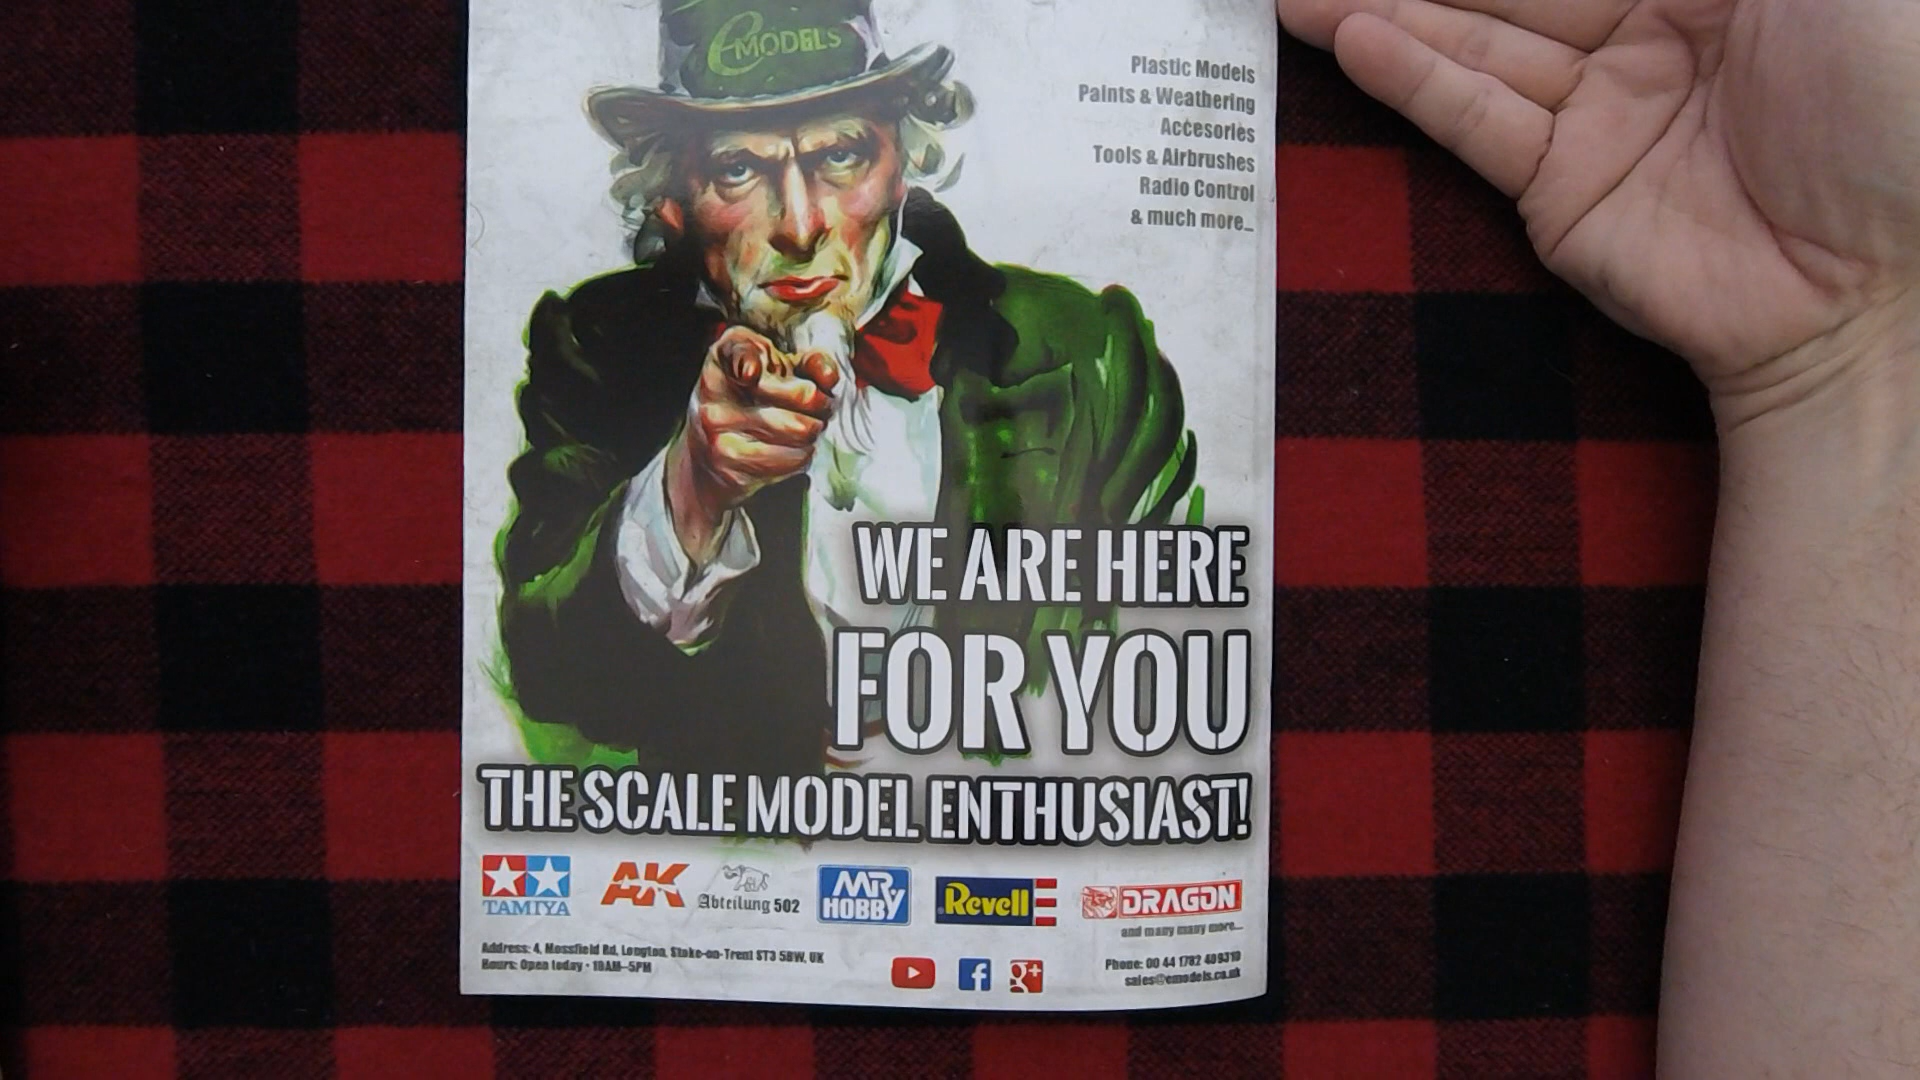 eMODELS
Plastic Models
Paints & Weathering
Accesories
Tools & Airbrushes
Radio Control
& much more...
WE ARE HERE
FOR YOU
THE SCALE MODEL ENTHUSIAST!
TAMIYA
AK
Abteilung 502
MR.
HOBBY
Revell
DRAGON
and many many more...
Address: 4, Mossfield Rd, Longton, Stoke-on-Trent ST3 5BW, UK
Hours: Open today • 10AM–5PM
g+
Phone: 00 44 1782
sales@emodels.co.uk